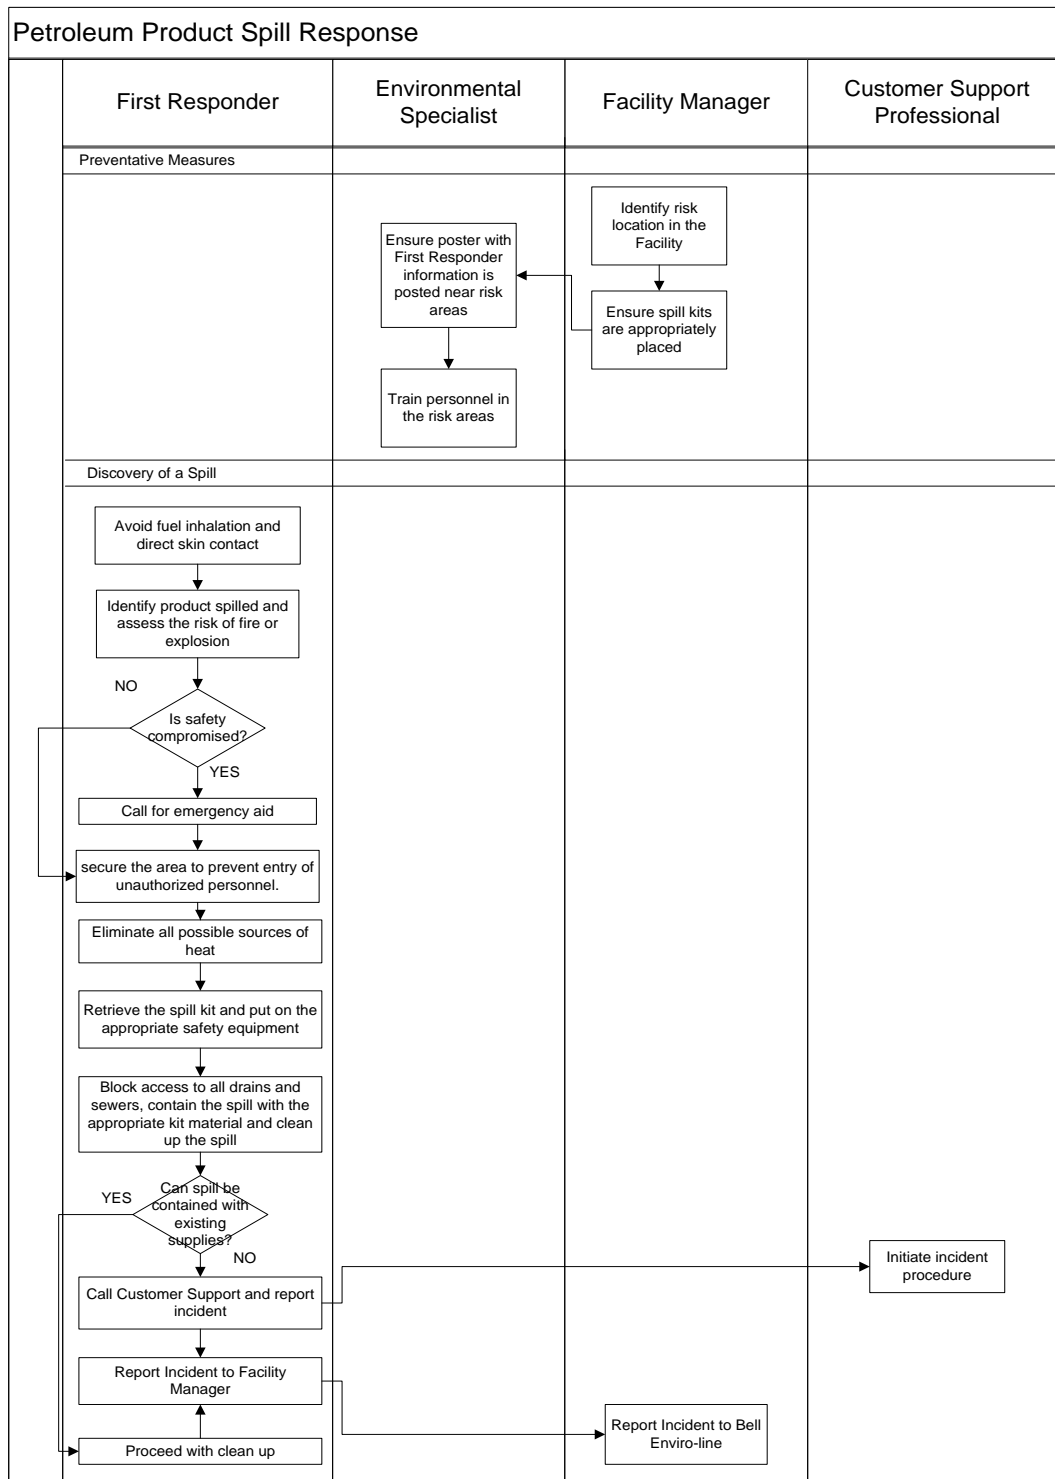 Petroleum Product Spill Response
First Responder
Environmental
Specialist
Facility Manager
Customer Support
Professional
Preventative Measures
Identify risk
location in the
Facility
Ensure poster with
First Responder
information is
posted near risk
areas
Ensure spill kits
are appropriately
placed
Train personnel in
the risk areas
Discovery of a Spill
Avoid fuel inhalation and
direct skin contact
Identify product spilled and
assess the risk of fire or
explosion
NO
Is safety
compromised?
YES
Call for emergency aid
secure the area to prevent entry of
unauthorized personnel.
Eliminate all possible sources of
heat
Retrieve the spill kit and put on the
appropriate safety equipment
Block access to all drains and
sewers, contain the spill with the
appropriate kit material and clean
up the spill
YES
Can spill be
contained with
existing
supplies?
NO
Initiate incident
procedure
Call Customer Support and report
incident
Report Incident to Facility
Manager
Report Incident to Bell
Enviro-line
Proceed with clean up